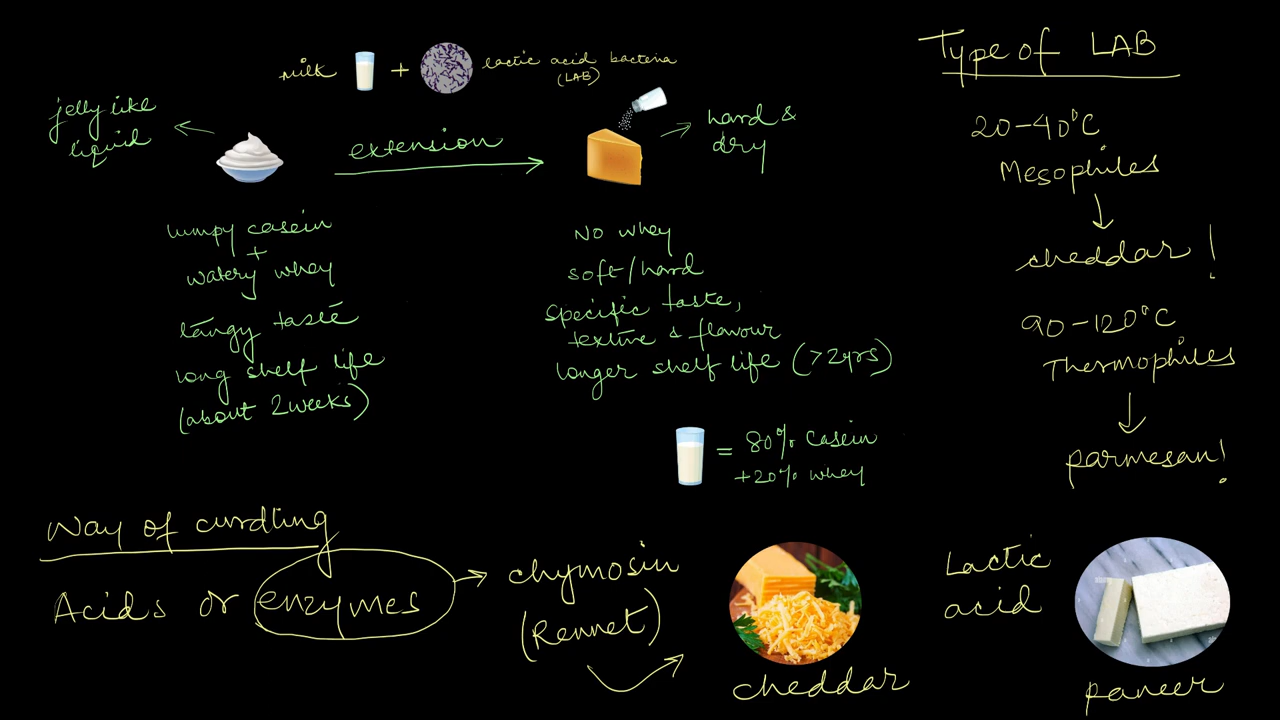 milk + lactic acid bacteria
(LAB)
jelly like
liquid
extension
hard &
dry
lumpy casein
+
watery whey
tangy taste
long shelf life
(about 2weeks)
No whey
soft/hard
specific taste,
texture & flavour
longer shelf life (>2yrs)
= 80% casein
+20% whey
Type of LAB
20-40°C
Mesophiles
cheddar!
90-120°C
Thermophiles
parmesan!
Way of curdling
Acids or enzymes
chymosin
(Rennet)
cheddar
Lactic
acid
paneer